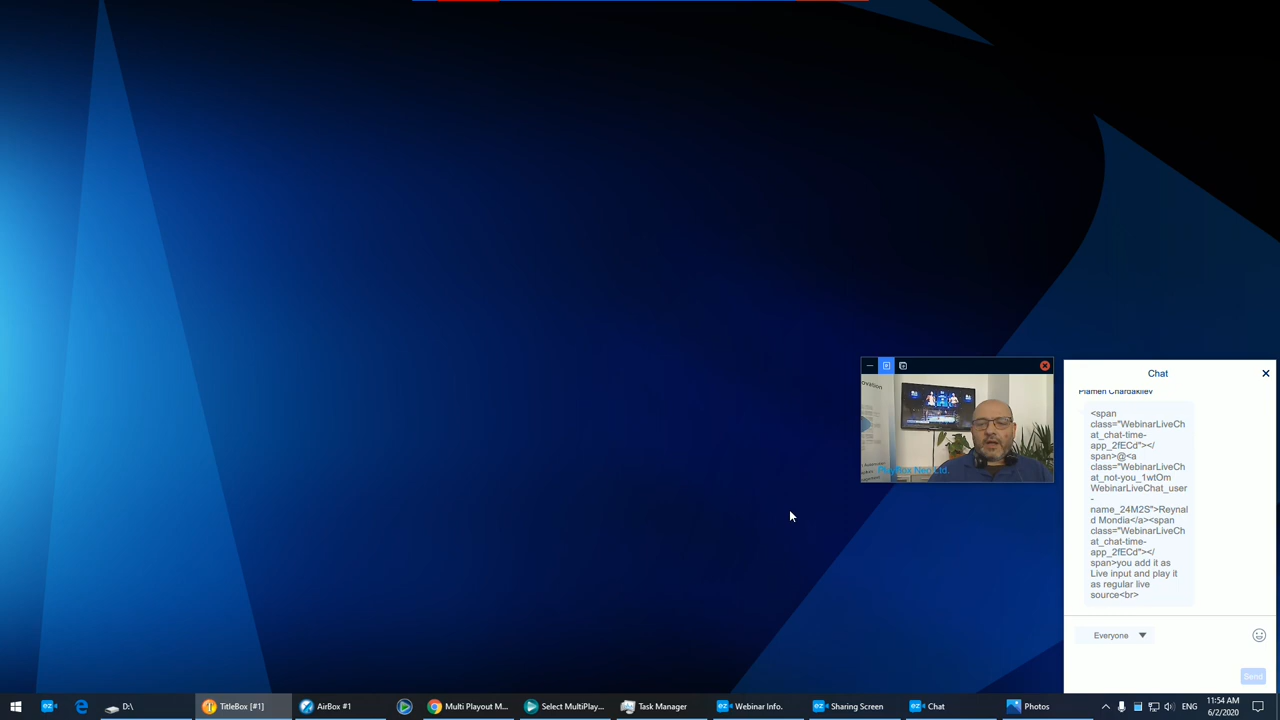 Chat
Plamen Chardakliev
<span
class="WebinarLiveCh
at_chat-time-
app_2fECd"></
span>@<a
class="WebinarLiveCh
at_not-you_1wtOm
WebinarLiveChat_user
-
name_24M2S">Reynal
d Mondia</a><span
class="WebinarLiveCh
at_chat-time-
app_2fECd"></
span>you add it as
Live input and play it
as regular live
source<br>
PlayBox Neo Ltd.
Everyone
Send
D:\
TitleBox [#1]
AirBox #1
Multi Playout M...
Select MultiPlay...
Task Manager
Webinar Info.
Sharing Screen
Chat
Photos
ENG
11:54 AM
6/2/2020